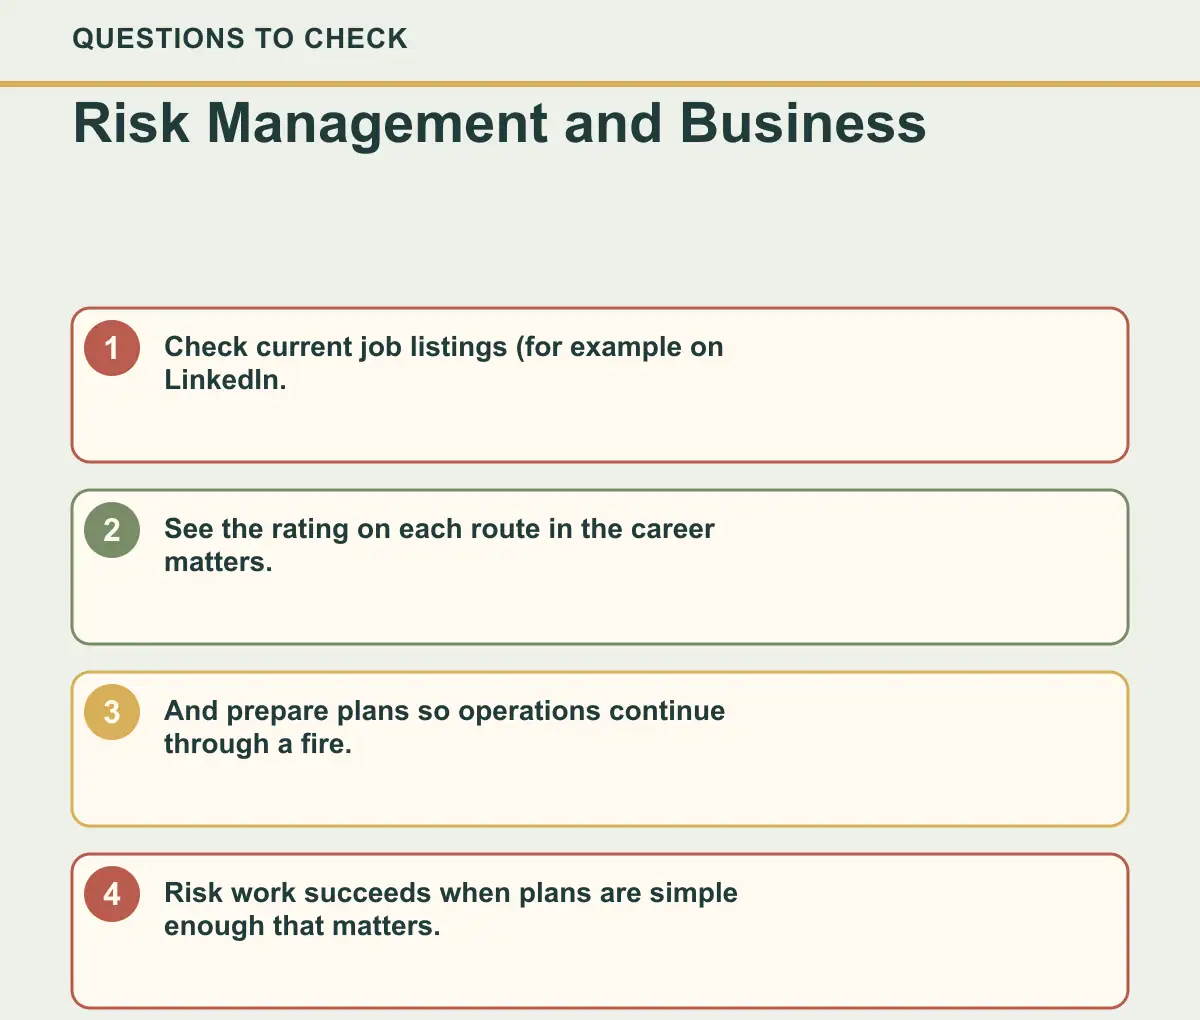 QUESTIONS TO CHECK
Risk Management and Business
1
Check current job listings (for example on
LinkedIn.
2
See the rating on each route in the career
matters.
3
And prepare plans so operations continue
through a fire.
4
Risk work succeeds when plans are simple
enough that matters.